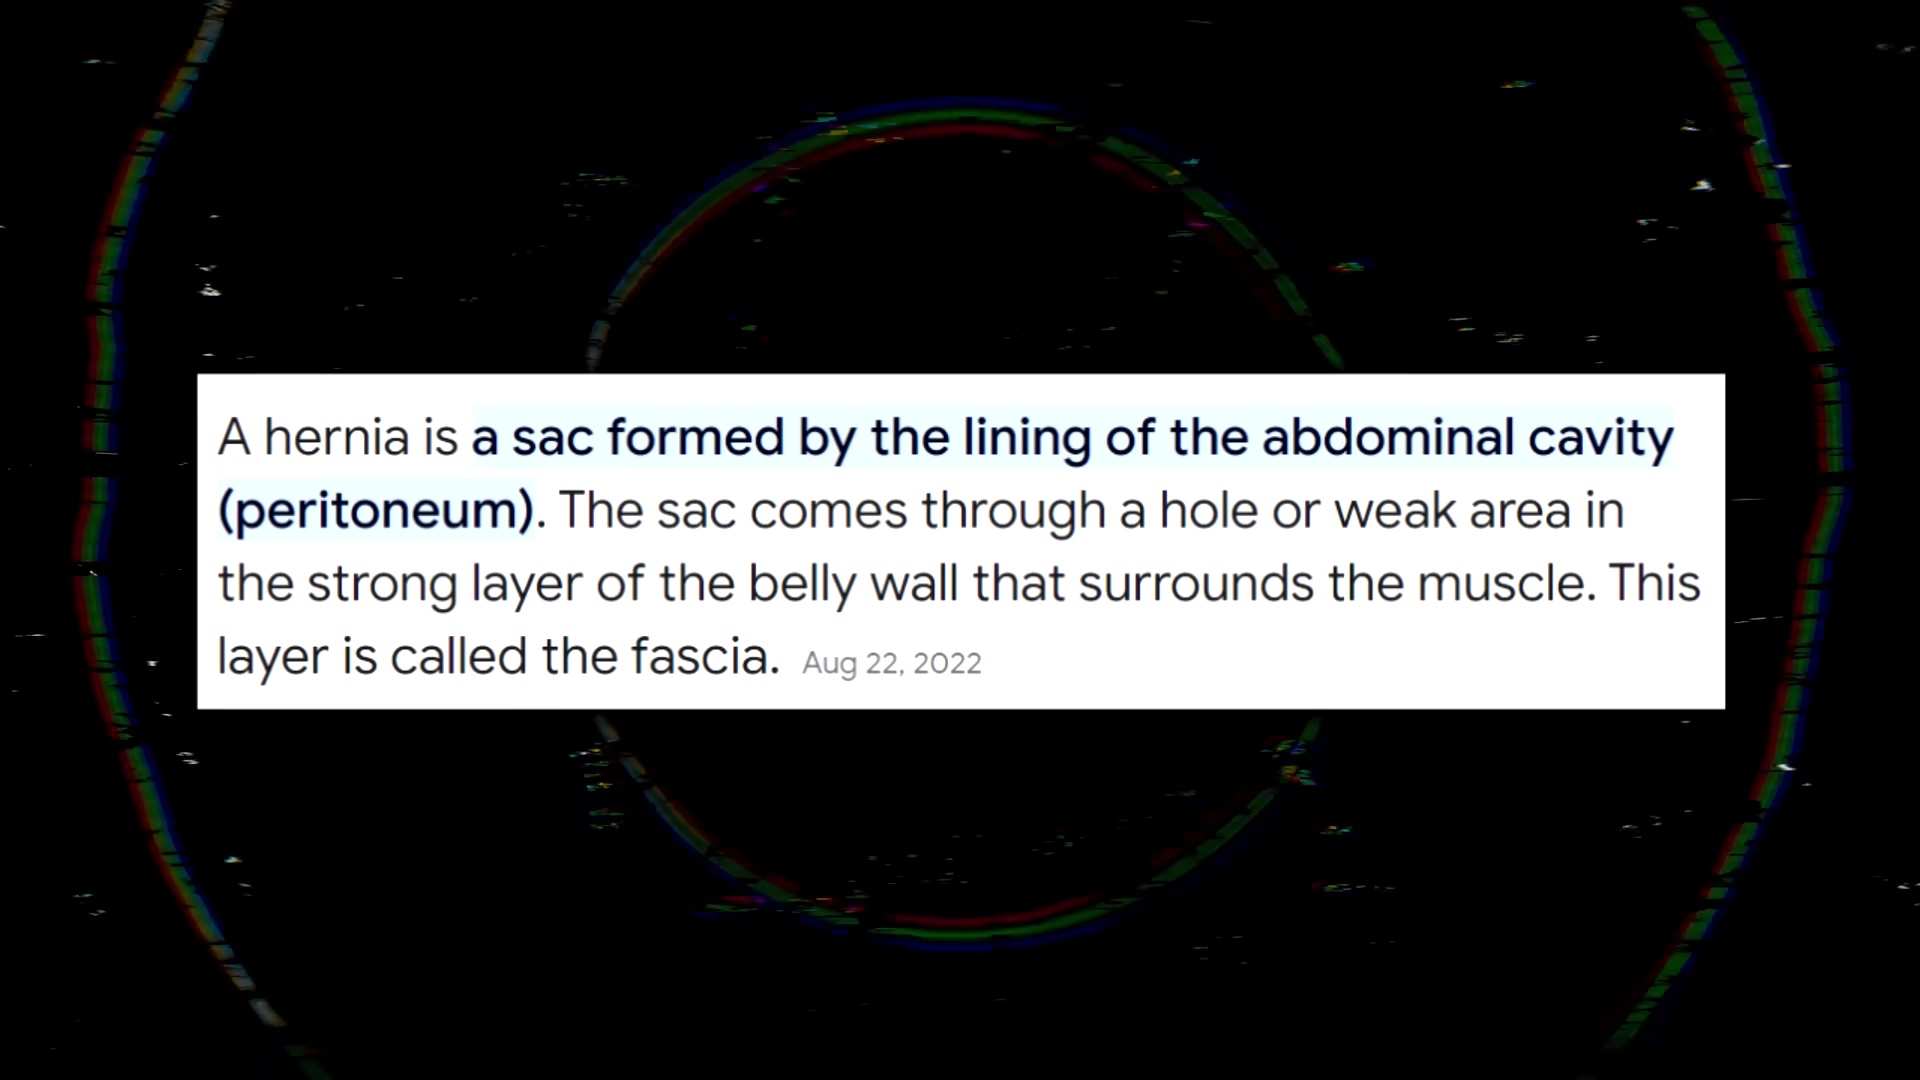 A hernia is a sac formed by the lining of the abdominal cavity
(peritoneum). The sac comes through a hole or weak area in
the strong layer of the belly wall that surrounds the muscle. This
layer is called the fascia. Aug 22, 2022